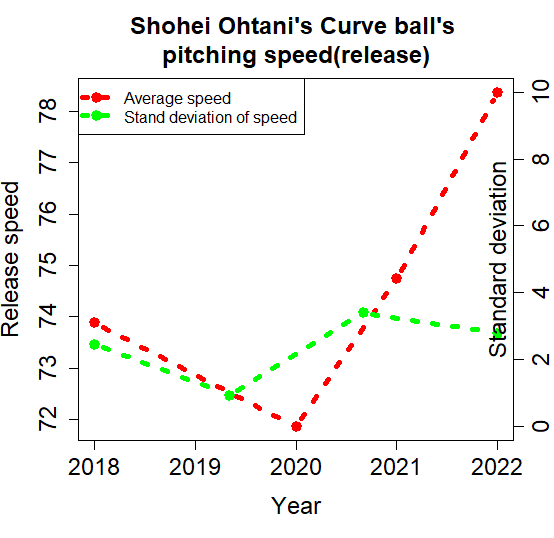 Shohei Ohtani's Curve ball's
pitching speed(release)
Average speed
Stand deviation of speed
Release speed
78
77
76
75
74
73
72
Standard deviation
10
8
6
4
2
0
2018 2019 2020 2021 2022
Year